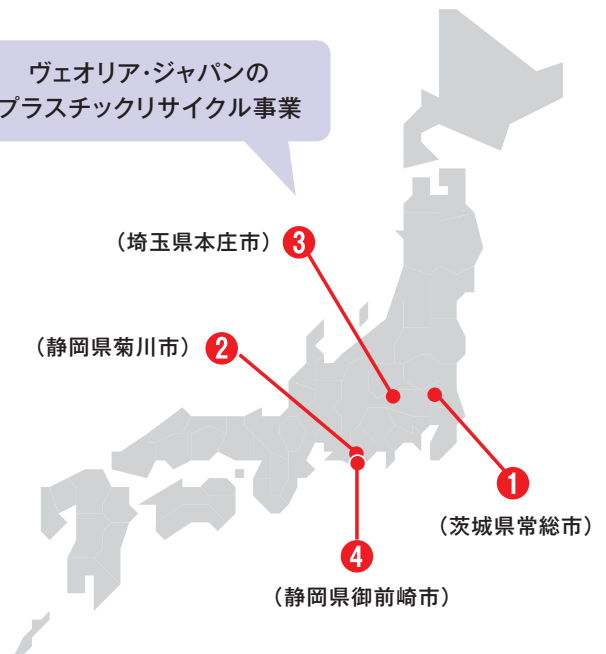 ヴェオリア・ジャパンの
プラスチックリサイクル事業
（埼玉県本庄市） 3
（静岡県菊川市） 2
1
（茨城県常総市）
4
（静岡県御前崎市）